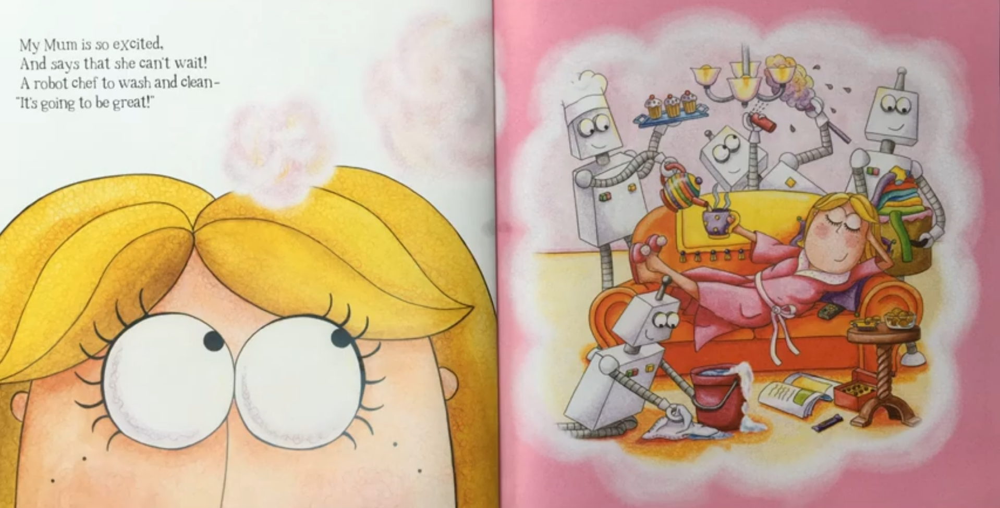 My Mum is so excited,
And says that she can't wait!
A robot chef to wash and clean-
"It's going to be great!"